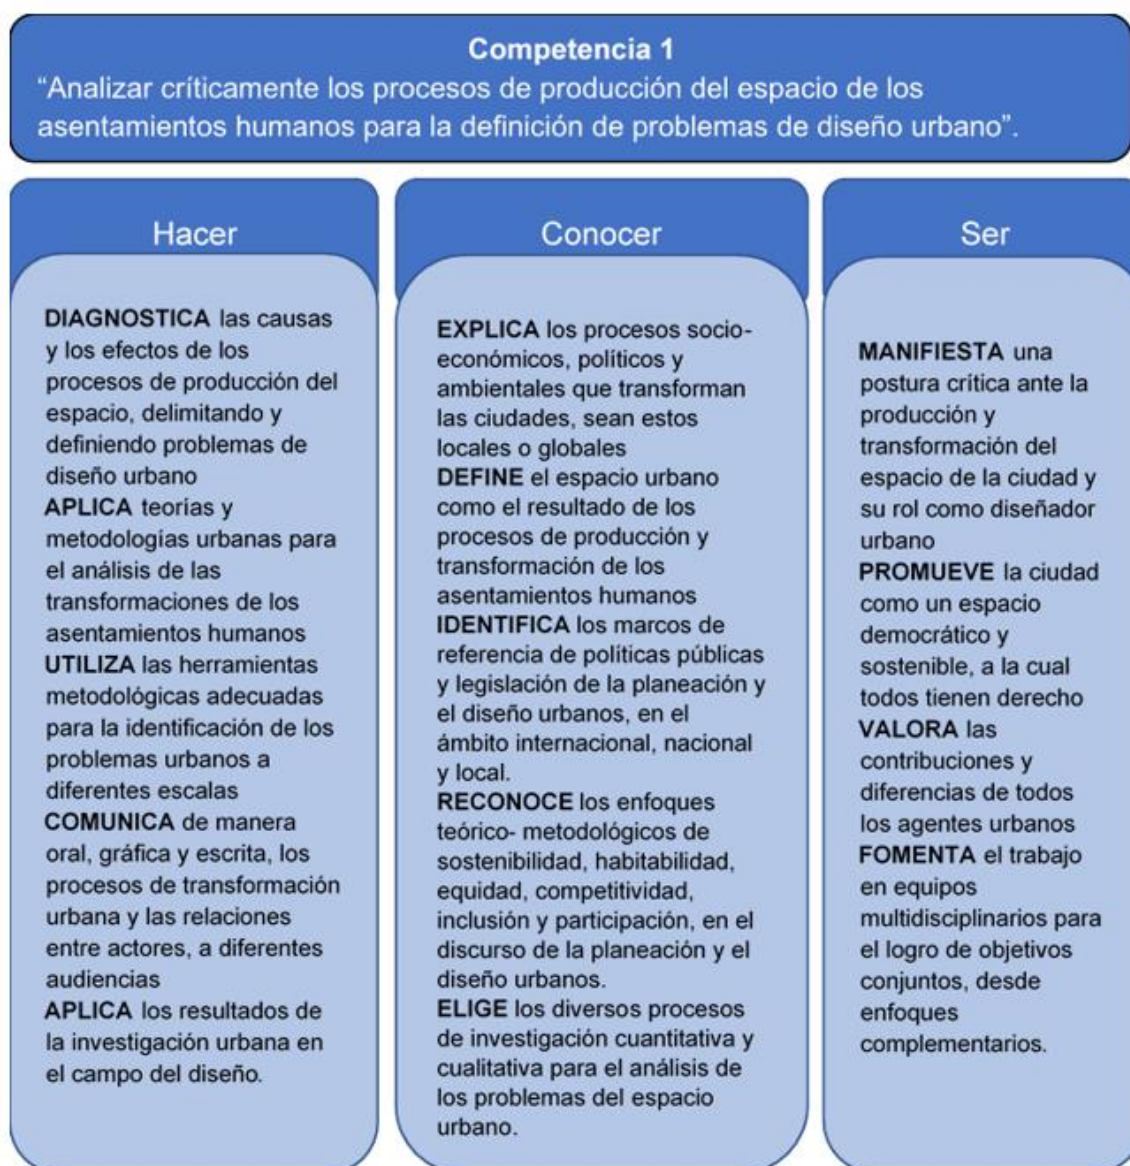 Competencia 1
“Analizar críticamente los procesos de producción del espacio de los
asentamientos humanos para la definición de problemas de diseño urbano”.
Hacer
DIAGNOSTICA las causas
y los efectos de los
procesos de producción del
espacio, delimitando y
definiendo problemas de
diseño urbano
APLICA teorías y
metodologías urbanas para
el análisis de las
transformaciones de los
asentamientos humanos
UTILIZA las herramientas
metodológicas adecuadas
para la identificación de los
problemas urbanos a
diferentes escalas
COMUNICA de manera
oral, gráfica y escrita, los
procesos de transformación
urbana y las relaciones
entre actores, a diferentes
audiencias
APLICA los resultados de
la investigación urbana en
el campo del diseño.
Conocer
EXPLICA los procesos socio-
económicos, políticos y
ambientales que transforman
las ciudades, sean estos
locales o globales
DEFINE el espacio urbano
como el resultado de los
procesos de producción y
transformación de los
asentamientos humanos
IDENTIFICA los marcos de
referencia de políticas públicas
y legislación de la planeación y
el diseño urbanos, en el
ámbito internacional, nacional
y local.
RECONOCE los enfoques
teórico- metodológicos de
sostenibilidad, habitabilidad,
equidad, competitividad,
inclusión y participación, en el
discurso de la planeación y el
diseño urbanos.
ELIGE los diversos procesos
de investigación cuantitativa y
cualitativa para el análisis de
los problemas del espacio
urbano.
Ser
MANIFIESTA una
postura crítica ante la
producción y
transformación del
espacio de la ciudad y
su rol como diseñador
urbano
PROMUEVE la ciudad
como un espacio
democrático y
sostenible, a la cual
todos tienen derecho
VALORA las
contribuciones y
diferencias de todos
los agentes urbanos
FOMENTA el trabajo
en equipos
multidisciplinarios para
el logro de objetivos
conjuntos, desde
enfoques
complementarios.